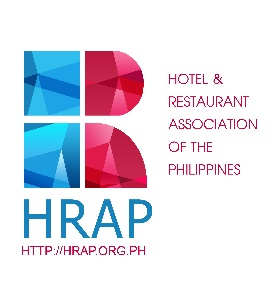 HOTEL &
RESTAURANT
ASSOCIATION
OF THE
PHILIPPINES
HRAP
HTTP://HRAP.ORG.PH